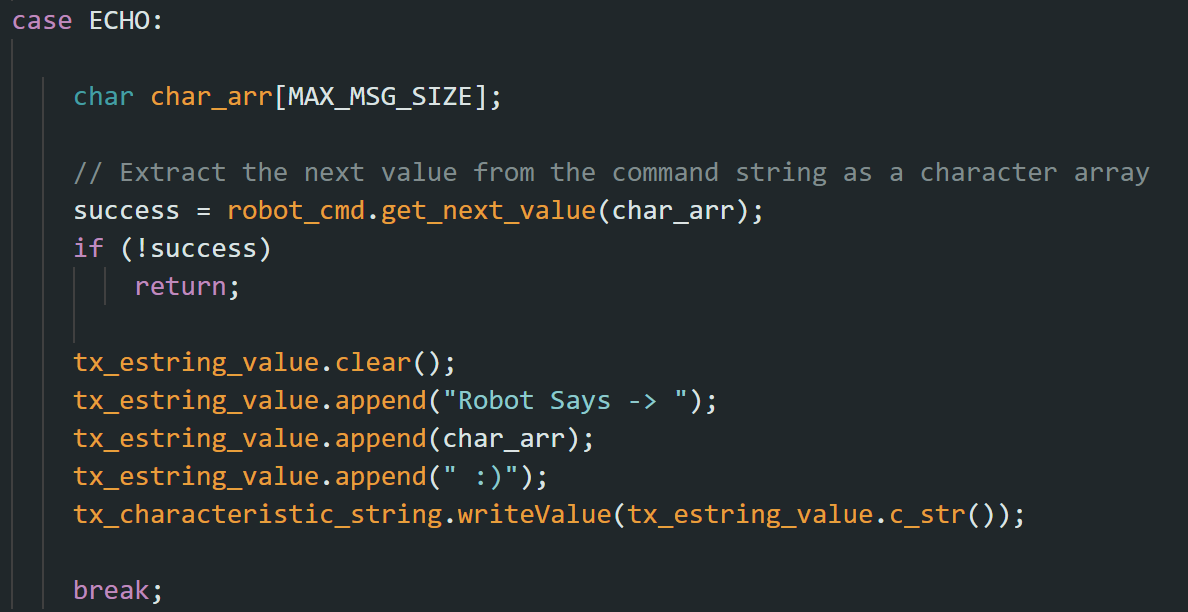 case ECHO:
char char_arr[MAX_MSG_SIZE];
// Extract the next value from the command string as a character array
success = robot_cmd.get_next_value(char_arr);
if (!success)
return;
tx_estring_value.clear();
tx_estring_value.append("Robot Says -> ");
tx_estring_value.append(char_arr);
tx_estring_value.append(" :)");
tx_characteristic_string.writeValue(tx_estring_value.c_str());
break;